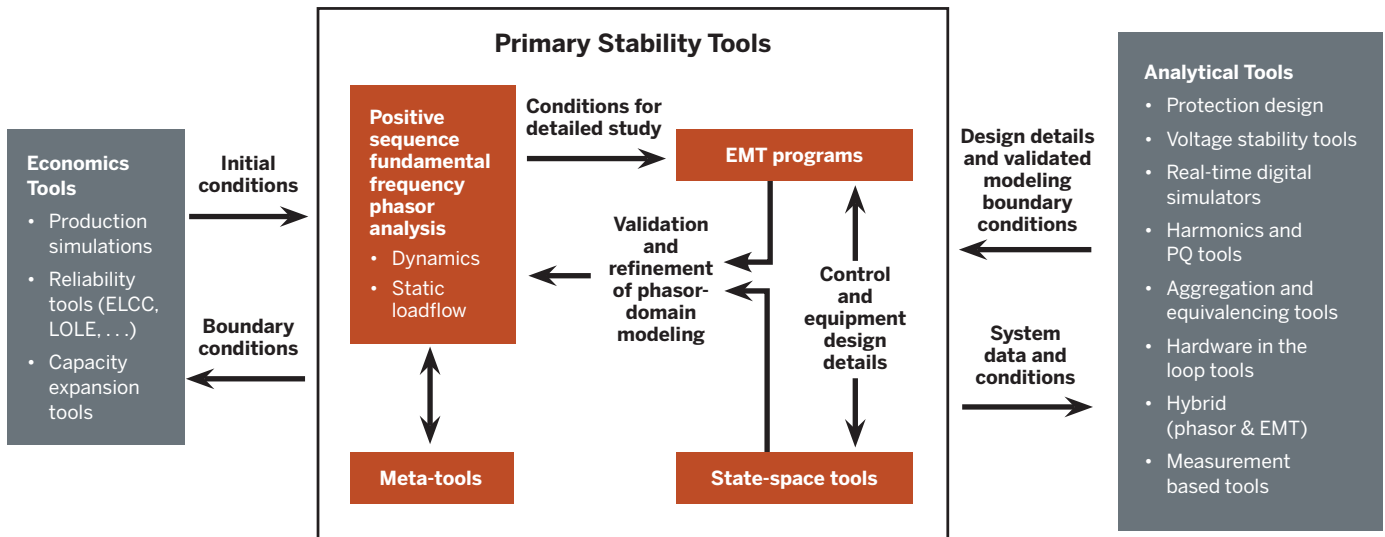 Primary Stability Tools
Economics
Tools
• Production
simulations
• Reliability
tools (ELCC,
LOLE, . . .)
• Capacity
expansion
tools
Initial
conditions
Boundary
conditions
Positive
sequence
fundamental
frequency
phasor
analysis
• Dynamics
• Static
loadflow
Conditions for
detailed study
EMT programs
Validation
and
refinement
of phasor-
domain
modeling
Control
and
equipment
design
details
Meta-tools
State-space tools
Design details
and validated
modeling
boundary
conditions
System
data and
conditions
Analytical Tools
• Protection design
• Voltage stability tools
• Real-time digital
simulators
• Harmonics and
PQ tools
• Aggregation and
equivalencing tools
• Hardware in the
loop tools
• Hybrid
(phasor & EMT)
• Measurement
based tools